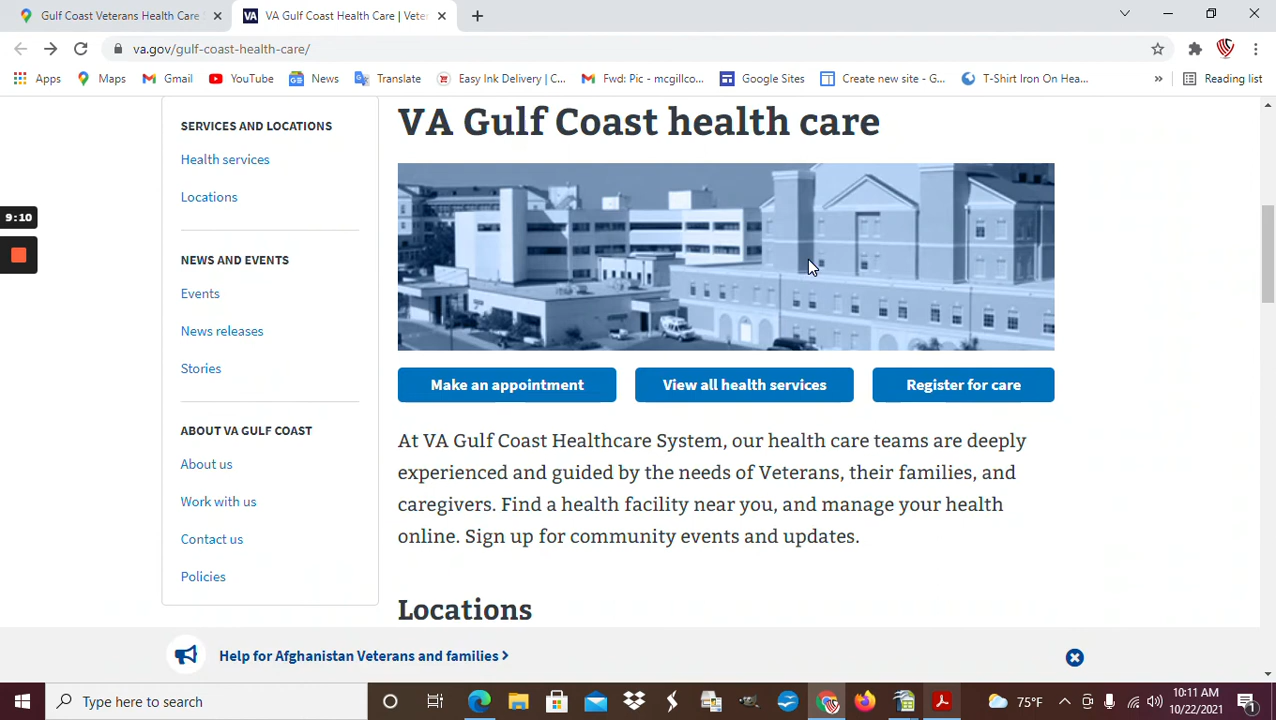 Gulf Coast Veterans Health Care
VA Gulf Coast Health Care | Veter
va.gov/gulf-coast-health-care/
Apps
Maps
Gmail
YouTube
News
Translate
Easy Ink Delivery | C...
Fwd: Pic - mcgillco...
Google Sites
Create new site - G...
T-Shirt Iron On Hea...
»
Reading list
9:10
SERVICES AND LOCATIONS
Health services
Locations
NEWS AND EVENTS
Events
News releases
Stories
ABOUT VA GULF COAST
About us
Work with us
Contact us
Policies
VA Gulf Coast health care
Make an appointment
View all health services
Register for care
At VA Gulf Coast Healthcare System, our health care teams are deeply
experienced and guided by the needs of Veterans, their families, and
caregivers. Find a health facility near you, and manage your health
online. Sign up for community events and updates.
Locations
Help for Afghanistan Veterans and families
Type here to search
75°F
10:11 AM
10/22/2021
1